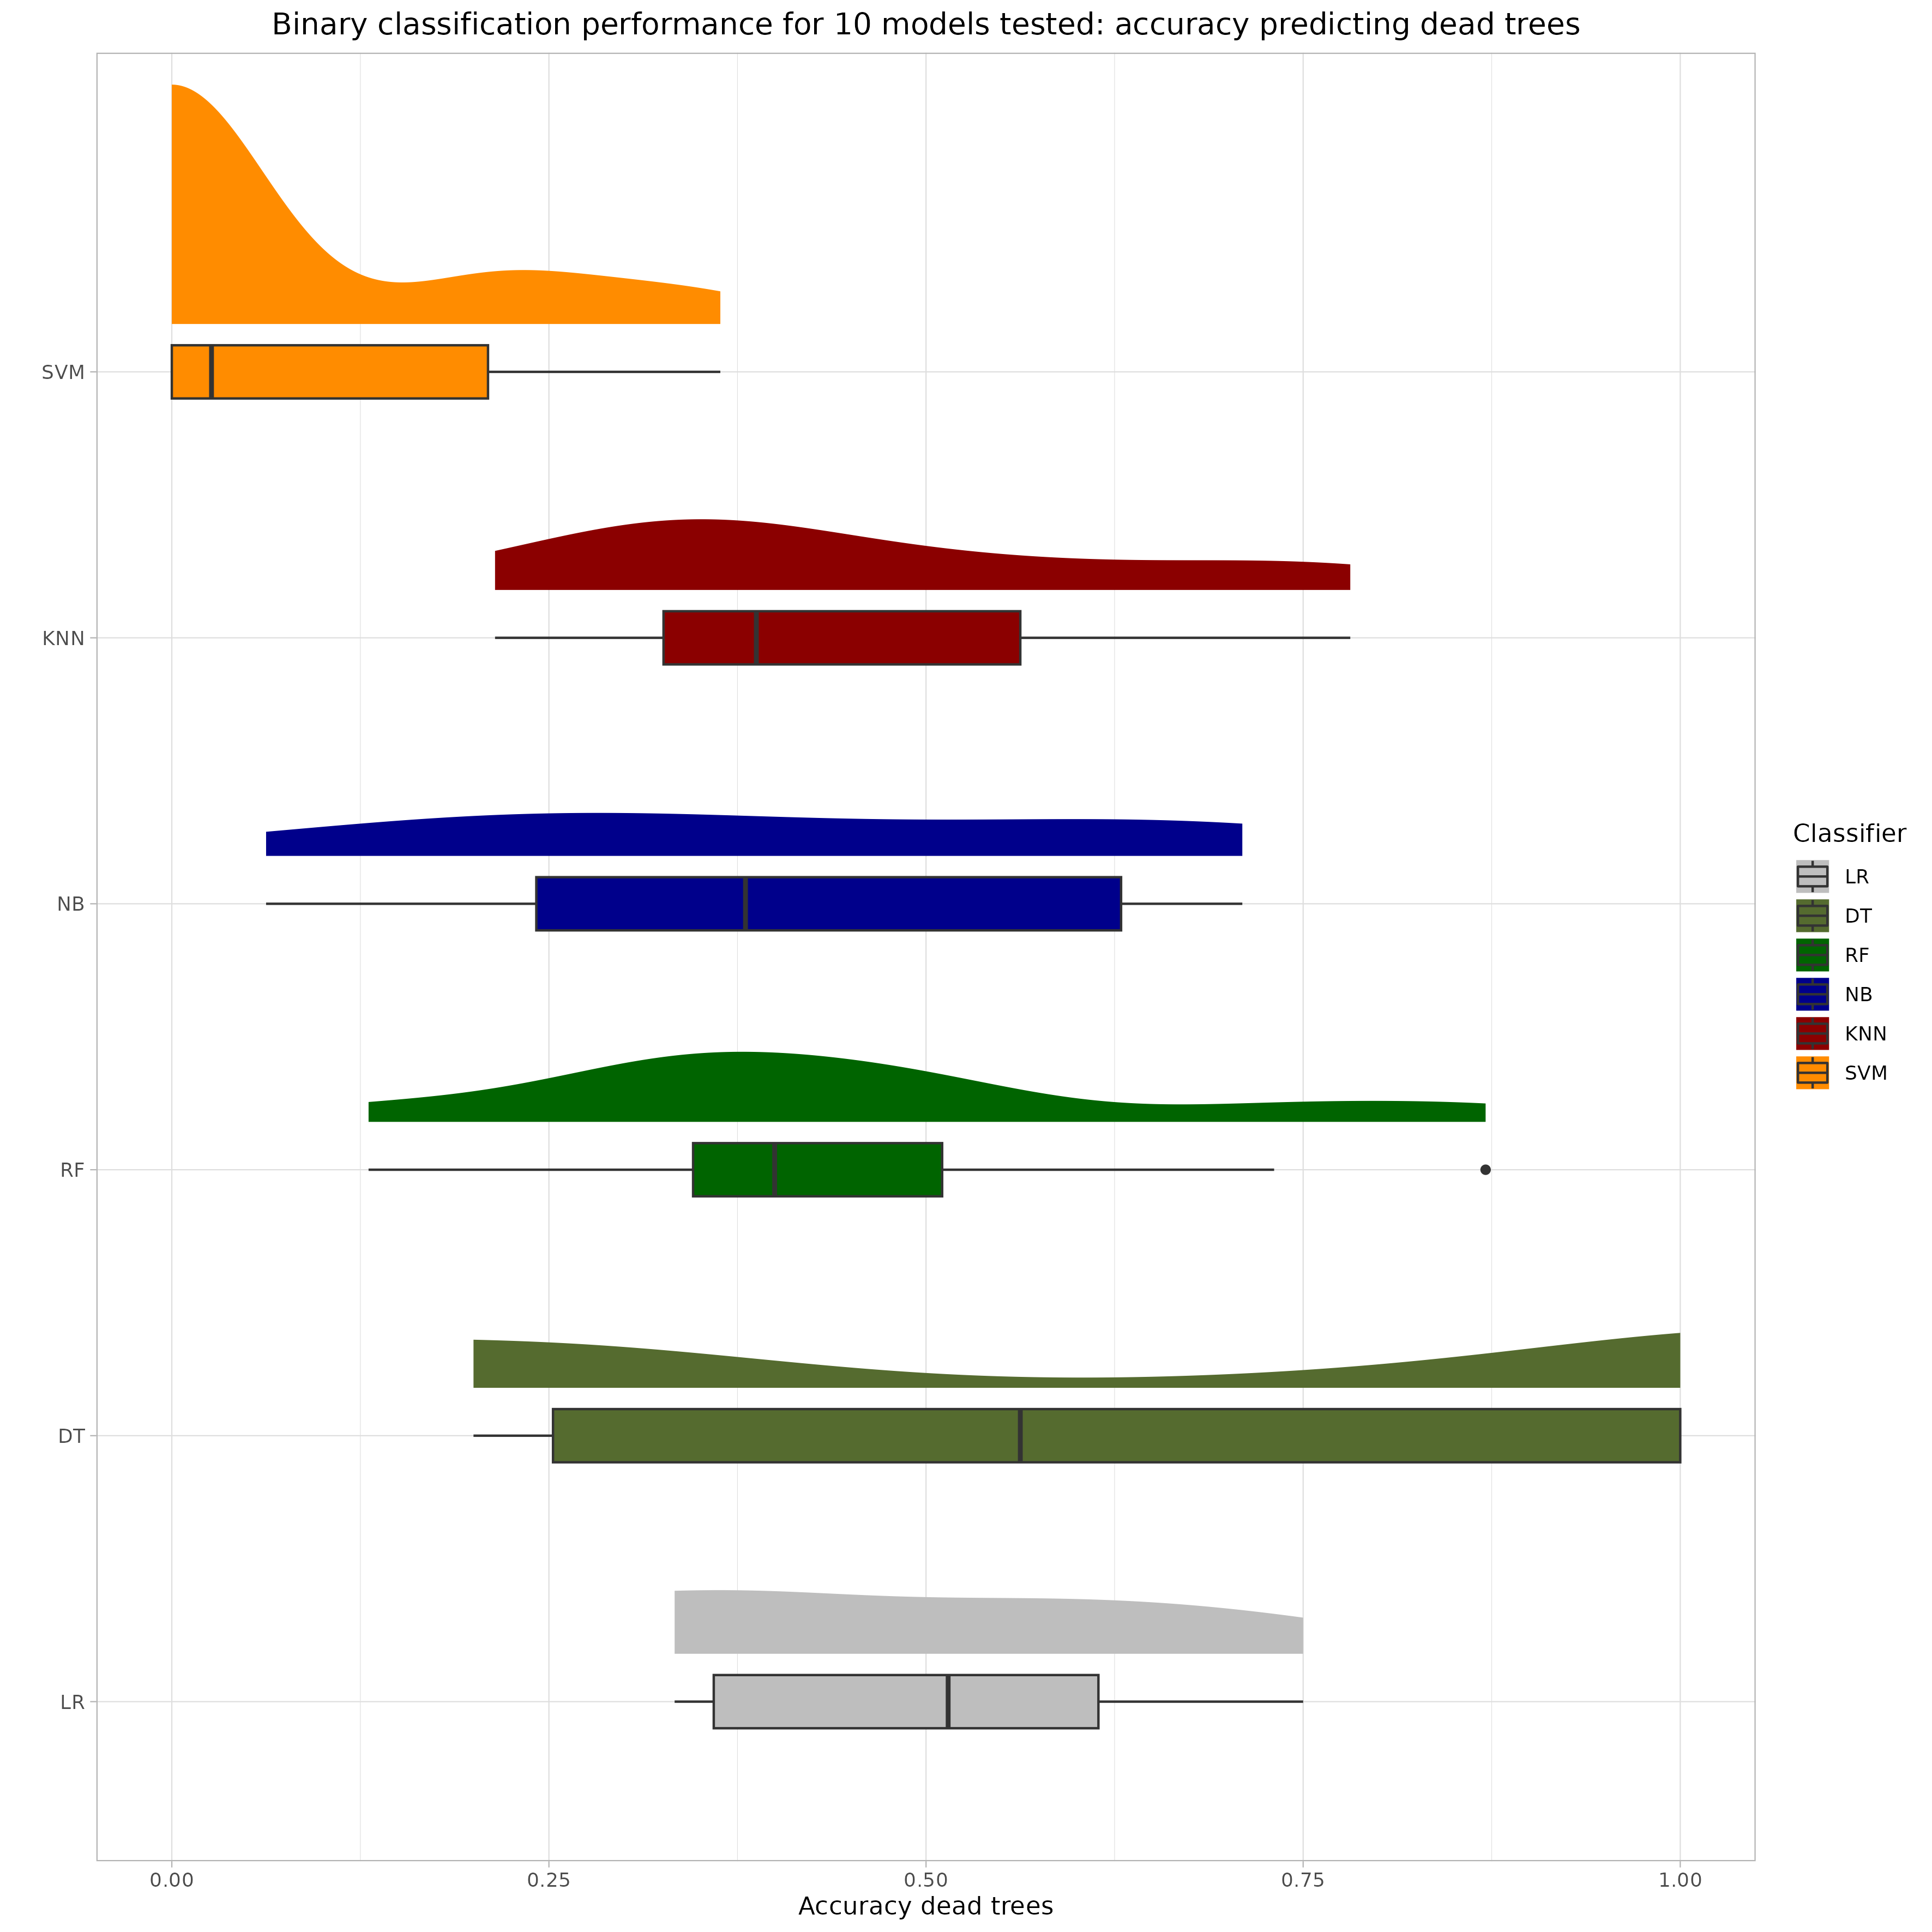 Binary classification performance for 10 models tested: accuracy predicting dead trees
SVM
KNN
NB
RF
DT
LR
0.00
0.25
0.50
0.75
1.00
Accuracy dead trees
Classifier
LR
DT
RF
NB
KNN
SVM